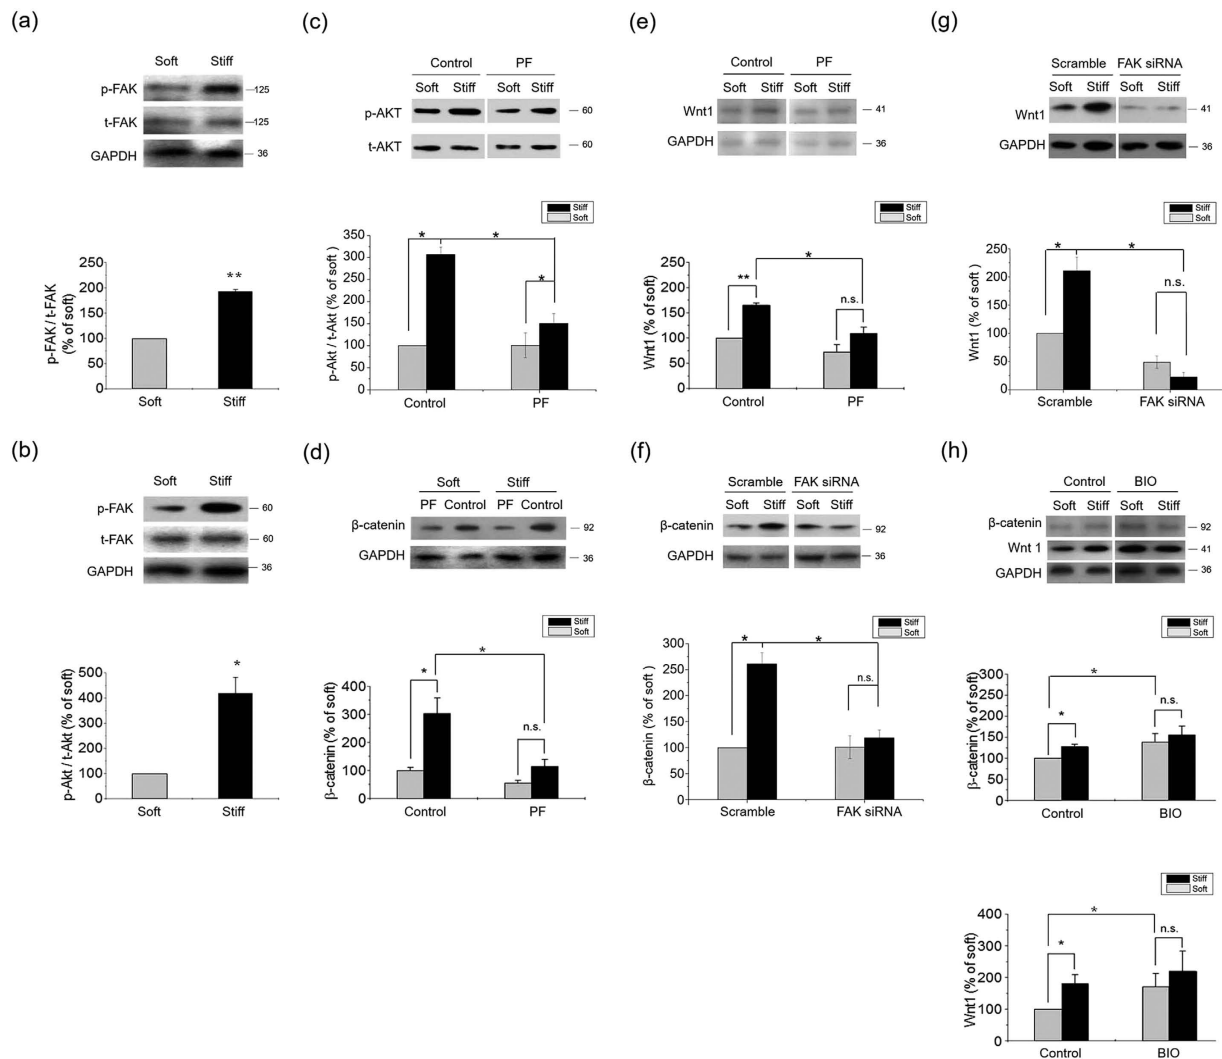 (a)
Soft Stiff
p-FAK —125
t-FAK —125
GAPDH — 36
p-FAK / t-FAK
(% of soft)
250
200
150
100
50
0
**
Soft Stiff
(b)
Soft Stiff
p-FAK — 60
t-FAK — 60
GAPDH — 36
p-Akt / t-Akt (% of soft)
500
400
300
200
100
0
*
Soft Stiff
(c)
Control PF
Soft Stiff Soft Stiff
p-AKT — 60
t-AKT — 60
Stiff
Soft
p-Akt / t-Akt (% of soft )
350
300
250
200
150
100
50
0
* * *
Control PF
(d)
Soft Stiff
PF Control PF Control
β-catenin — 92
GAPDH — 36
Stiff
Soft
β-catenin (% of soft)
400
300
200
100
0
* * n.s.
Control PF
(e)
Control PF
Soft Stiff Soft Stiff
Wnt1 — 41
GAPDH — 36
Stiff
Soft
Wnt1 (% of soft)
250
200
150
100
50
0
** * n.s.
Control PF
(f)
Scramble FAK siRNA
Soft Stiff Soft Stiff
β-catenin — 92
GAPDH — 36
Stiff
Soft
β-catenin (% of soft )
300
250
200
150
100
50
0
* * n.s.
Scramble FAK siRNA
(g)
Scramble FAK siRNA
Soft Stiff Soft Stiff
Wnt1 — 41
GAPDH — 36
Stiff
Soft
Wnt1 (% of soft)
250
200
150
100
50
0
* * n.s.
Scramble FAK siRNA
(h)
Control BIO
Soft Stiff Soft Stiff
β-catenin — 92
Wnt 1 — 41
GAPDH — 36
Stiff
Soft
β-catenin (% of soft)
300
250
200
150
100
50
0
* * n.s.
Control BIO
Stiff
Soft
Wnt1 (% of soft)
400
300
200
100
0
* * n.s.
Control BIO